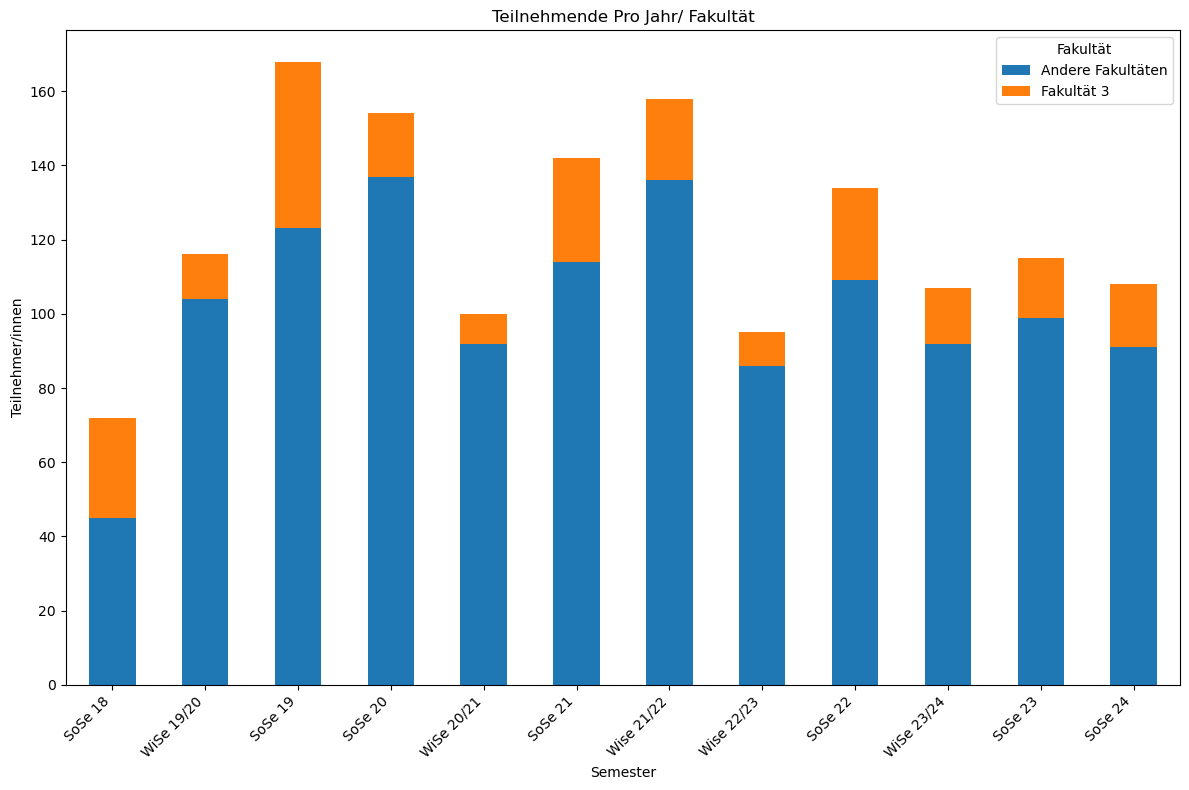 Teilnehmende Pro Jahr/ Fakultät
Fakultät
Andere Fakultäten
Fakultät 3
Teilnehmer/innen
160
140
120
100
80
60
40
20
0
SoSe 18
WiSe 19/20
SoSe 19
SoSe 20
WiSe 20/21
SoSe 21
Wise 21/22
Wise 22/23
SoSe 22
WiSe 23/24
SoSe 23
SoSe 24
Semester